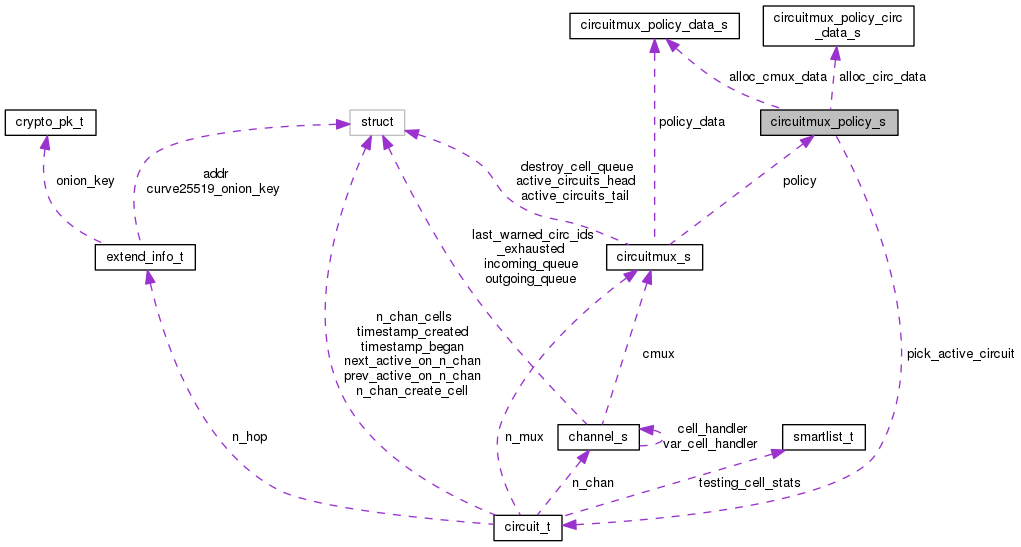 circuitmux_policy_data_s
circuitmux_policy_circ
_data_s
alloc_cmux_data
alloc_circ_data
crypto_pk_t
struct
policy_data
circuitmux_policy_s
onion_key
addr
curve25519_onion_key
destroy_cell_queue
active_circuits_head
active_circuits_tail
policy
last_warned_circ_ids
_exhausted
incoming_queue
outgoing_queue
extend_info_t
circuitmux_s
n_chan_cells
timestamp_created
timestamp_began
next_active_on_n_chan
prev_active_on_n_chan
n_chan_create_cell
cmux
pick_active_circuit
n_hop
n_mux
channel_s
cell_handler
var_cell_handler
smartlist_t
n_chan
testing_cell_stats
circuit_t